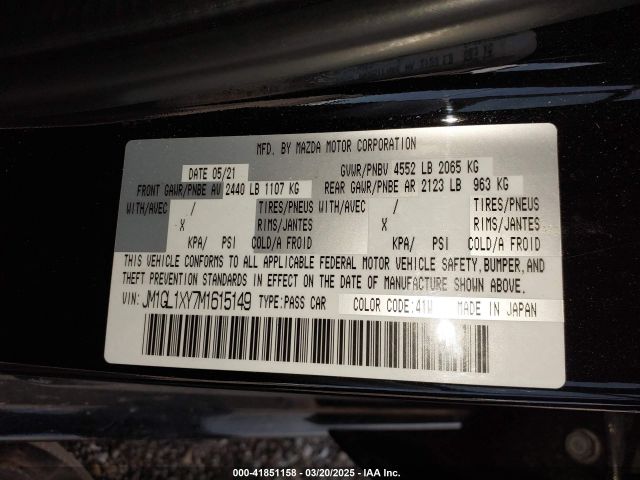 MFD. BY MAZDA MOTOR CORPORATION
DATE 05/21 GVWR/PNBV 4552 LB 2065 KG
FRONT GAWR/PNBE AV 2440 LB 1107 KG REAR GAWR/PNBE AR 2123 LB 963 KG
WITH/AVEC / TIRES/PNEUS WITH/AVEC / TIRES/PNEUS
X RIMS/JANTES X RIMS/JANTES
KPA/ PSI COLD/A FROID KPA/ PSI COLD/A FROID
THIS VEHICLE CONFORMS TO ALL APPLICABLE FEDERAL MOTOR VEHICLE SAFETY, BUMPER, AND
THEFT PREVENTION STANDARDS IN EFFECT ON THE DATE OF MANUFACTURE SHOWN ABOVE.
VIN: JM1GL1XY7M1615149 TYPE:PASS CAR COLOR CODE:41W MADE IN JAPAN
000-41851158 - 03/20/2025 - IAA Inc.